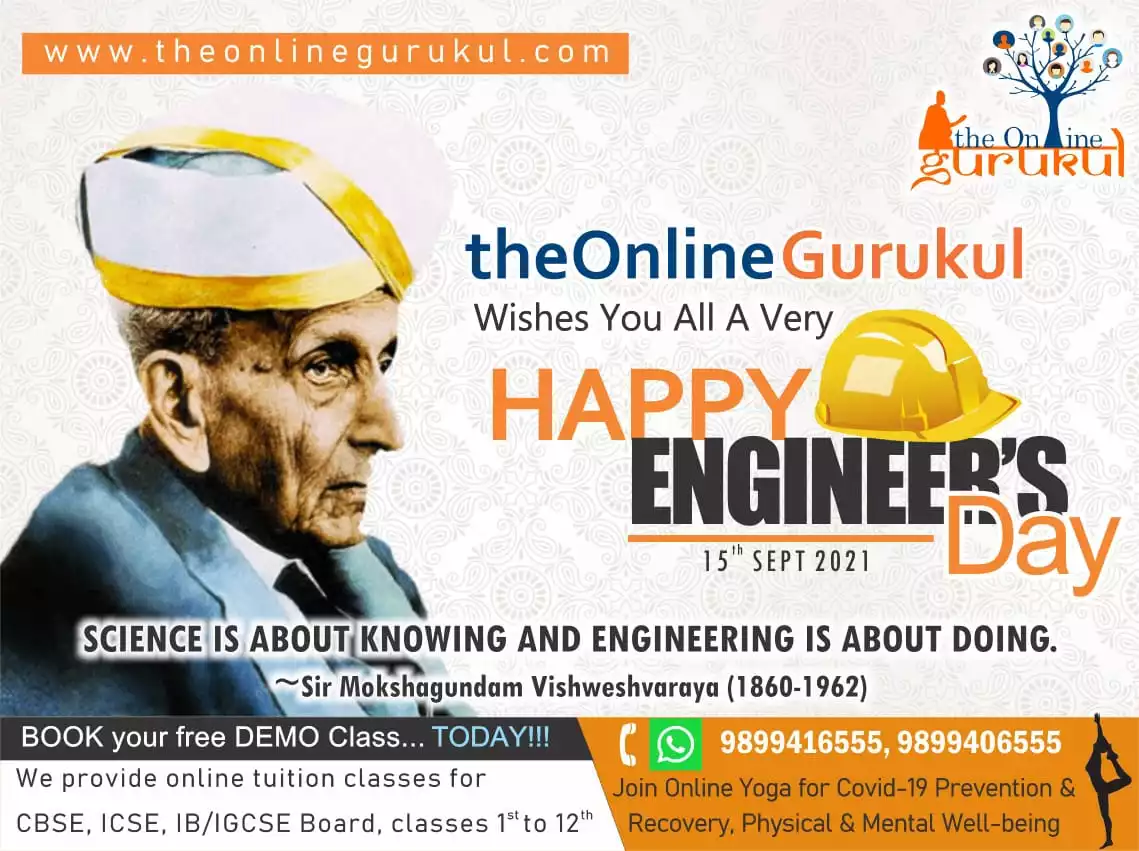 www.theonlinegurukul.com
the Online
gurukul
theOnlineGurukul
Wishes You All A Very
HAPPY
ENGINEER'S
Day
15th SEPT 2021
SCIENCE IS ABOUT KNOWING AND ENGINEERING IS ABOUT DOING.
~Sir Mokshagundam Vishweshvaraya (1860-1962)
BOOK your free DEMO Class... TODAY!!!
We provide online tuition classes for
CBSE, ICSE, IB/IGCSE Board, classes 1st to 12th
9899416555, 9899406555
Join Online Yoga for Covid-19 Prevention &
Recovery, Physical & Mental Well-being